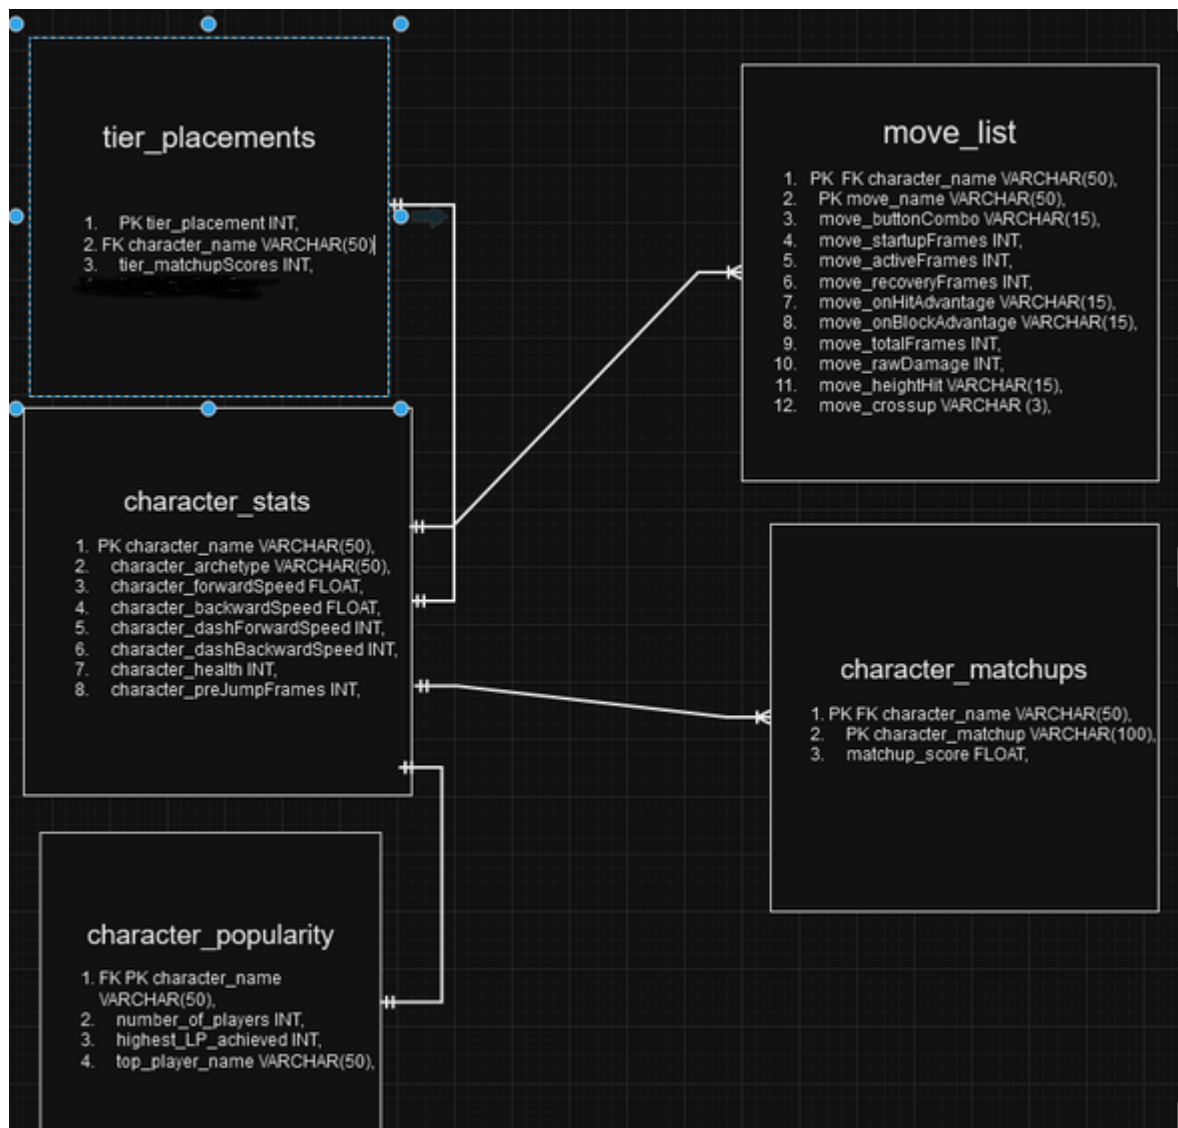 tier_placements
1. PK tier_placement INT,
2. FK character_name VARCHAR(50)
3. tier_matchupScores INT,
character_stats
1. PK character_name VARCHAR(50),
2. character_archetype VARCHAR(50),
3. character_forwardSpeed FLOAT,
4. character_backwardSpeed FLOAT,
5. character_dashForwardSpeed INT,
6. character_dashBackwardSpeed INT,
7. character_health INT,
8. character_preJumpFrames INT,
character_popularity
1. FK PK character_name
VARCHAR(50),
2. number_of_players INT,
3. highest_LP_achieved INT,
4. top_player_name VARCHAR(50),
move_list
1. PK FK character_name VARCHAR(50),
2. PK move_name VARCHAR(50),
3. move_buttonCombo VARCHAR(15),
4. move_startupFrames INT,
5. move_activeFrames INT,
6. move_recoveryFrames INT,
7. move_onHitAdvantage VARCHAR(15),
8. move_onBlockAdvantage VARCHAR(15),
9. move_totalFrames INT,
10. move_rawDamage INT,
11. move_heightHit VARCHAR(15),
12. move_crossup VARCHAR (3),
character_matchups
1. PK FK character_name VARCHAR(50),
2. PK character_matchup VARCHAR(100),
3. matchup_score FLOAT,